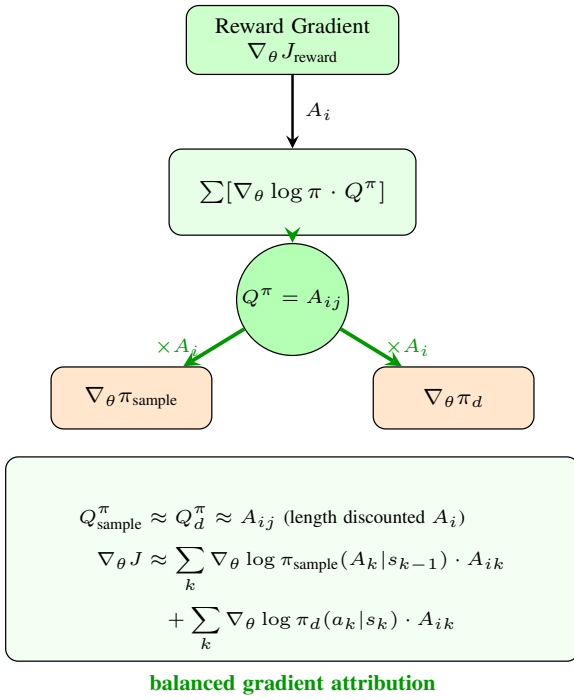 Reward Gradient
∇_θ J_reward
A_i
∑[∇_θ log π · Q^π]
Q^π = A_ij
×A_i ×A_i
∇_θ π_sample ∇_θ π_d
Q^π_sample ≈ Q^π_d ≈ A_ij (length discounted A_i)
∇_θ J ≈ ∑_k ∇_θ log π_sample(A_k|s_{k−1}) · A_ik
+ ∑_k ∇_θ log π_d(a_k|s_k) · A_ik
balanced gradient attribution